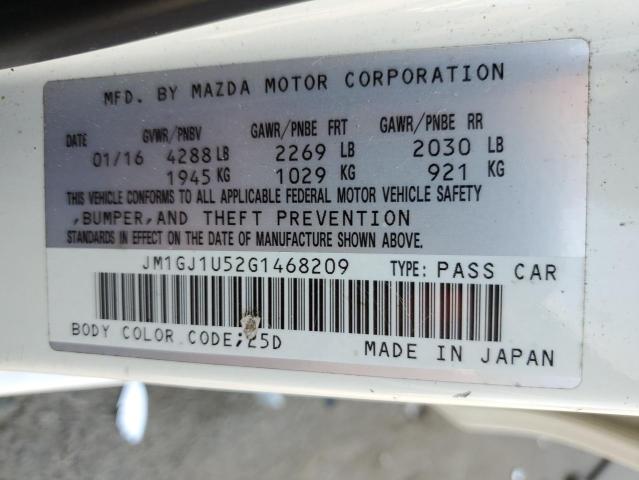 MFD. BY MAZDA MOTOR CORPORATION
DATE GVWR/PNBV GAWR/PNBE FRT GAWR/PNBE RR
01/16 4288 LB 2269 LB 2030 LB
1945 KG 1029 KG 921 KG
THIS VEHICLE CONFORMS TO ALL APPLICABLE FEDERAL MOTOR VEHICLE SAFETY
,BUMPER,AND THEFT PREVENTION
STANDARDS IN EFFECT ON THE DATE OF MANUFACTURE SHOWN ABOVE.
JM1GJ1U52G1468209 TYPE: PASS CAR
BODY COLOR CODE;25D MADE IN JAPAN